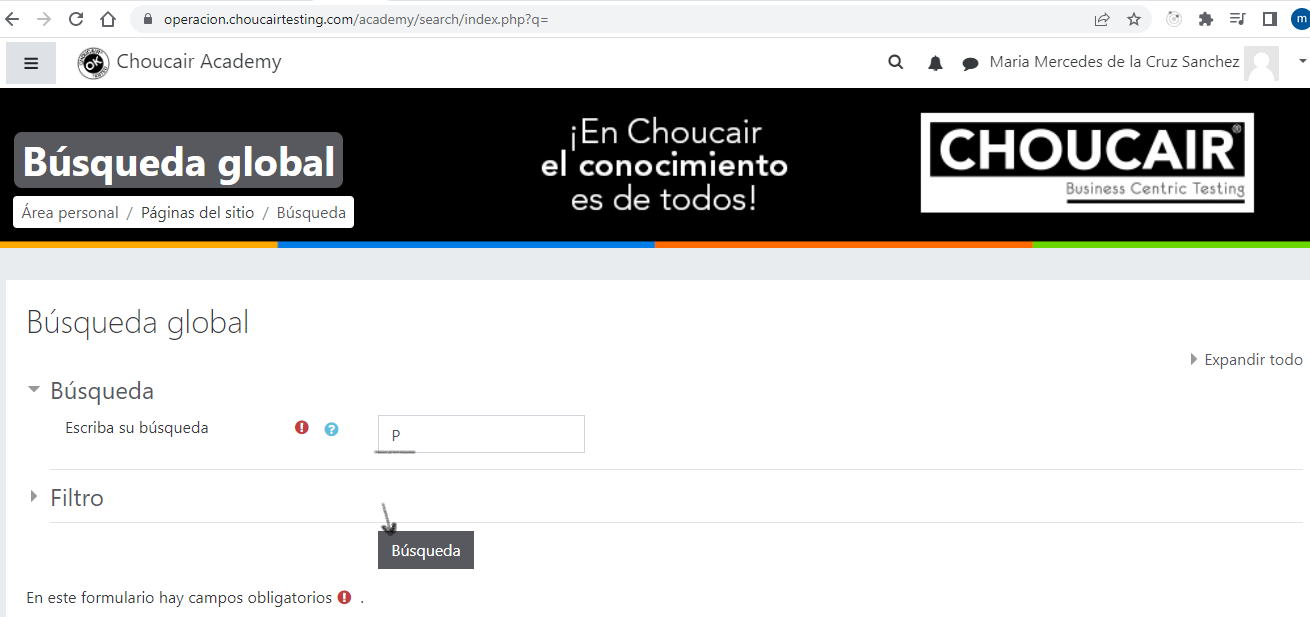 operacion.choucairtesting.com/academy/search/index.php?q=
m
Choucair Academy
Maria Mercedes de la Cruz Sanchez
Búsqueda global
Área personal / Páginas del sitio / Búsqueda
¡En Choucair
el conocimiento
es de todos!
CHOUCAIR®
Business Centric Testing
Búsqueda global
Expandir todo
Búsqueda
Escriba su búsqueda
P
Filtro
Búsqueda
En este formulario hay campos obligatorios .